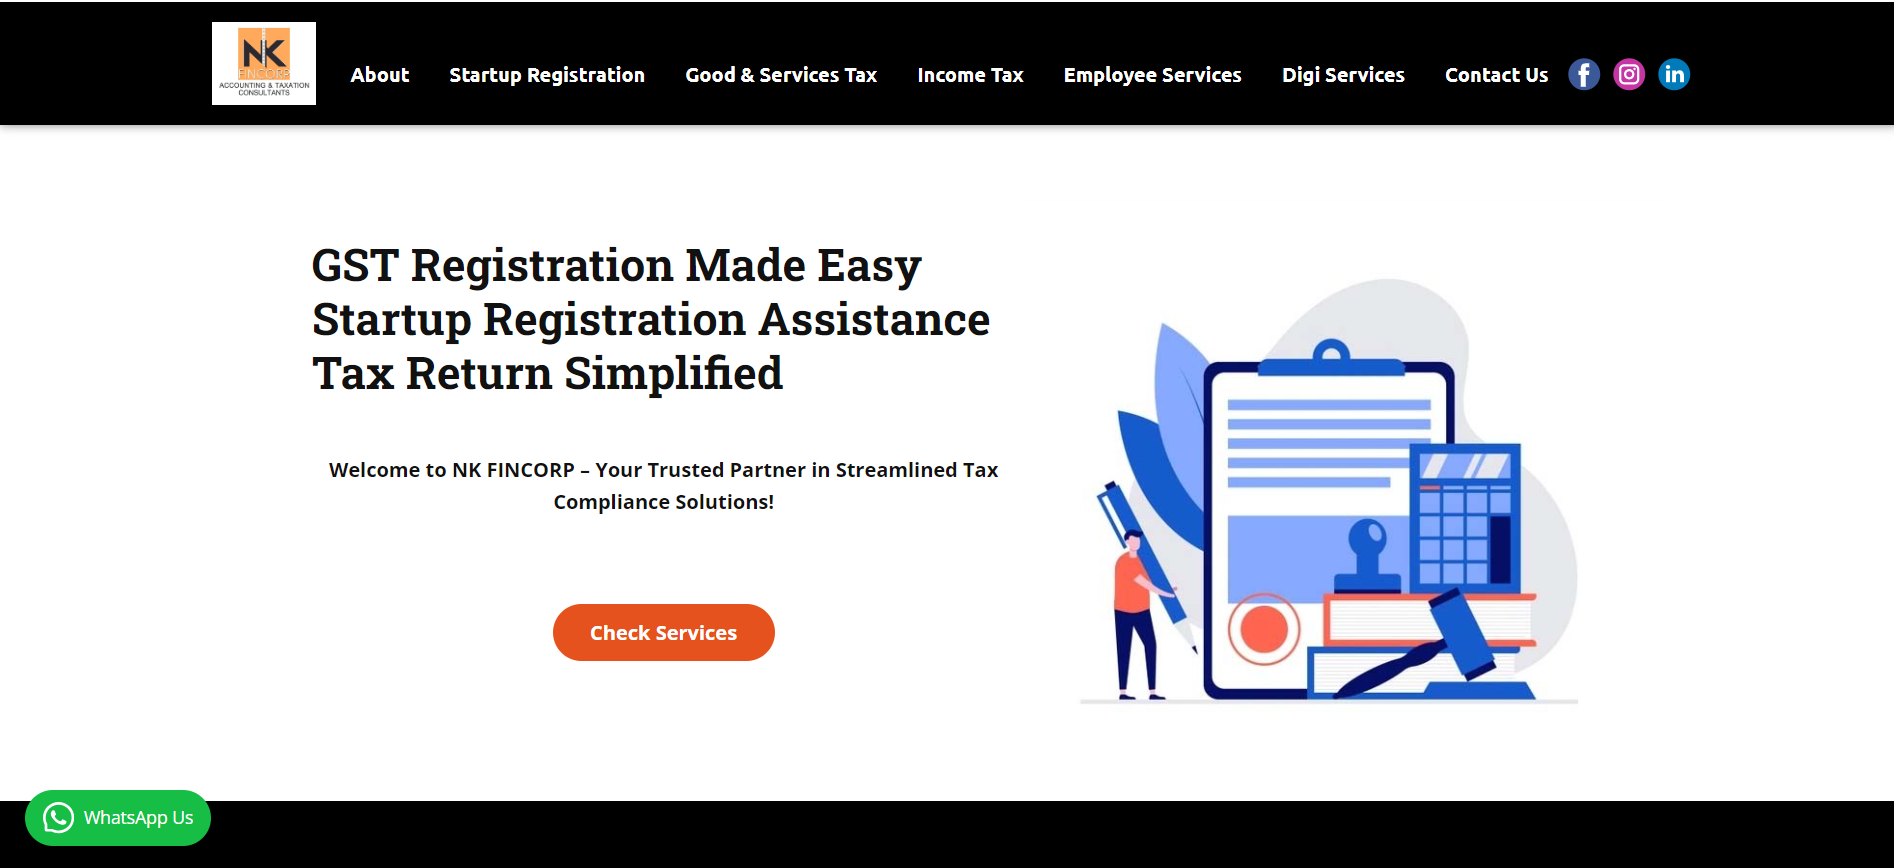 NK
FINCORP
ACCOUNTING & TAXATION
CONSULTANTS
About
Startup Registration
Good & Services Tax
Income Tax
Employee Services
Digi Services
Contact Us
f
in
GST Registration Made Easy
Startup Registration Assistance
Tax Return Simplified
Welcome to NK FINCORP – Your Trusted Partner in Streamlined Tax
Compliance Solutions!
Check Services
WhatsApp Us